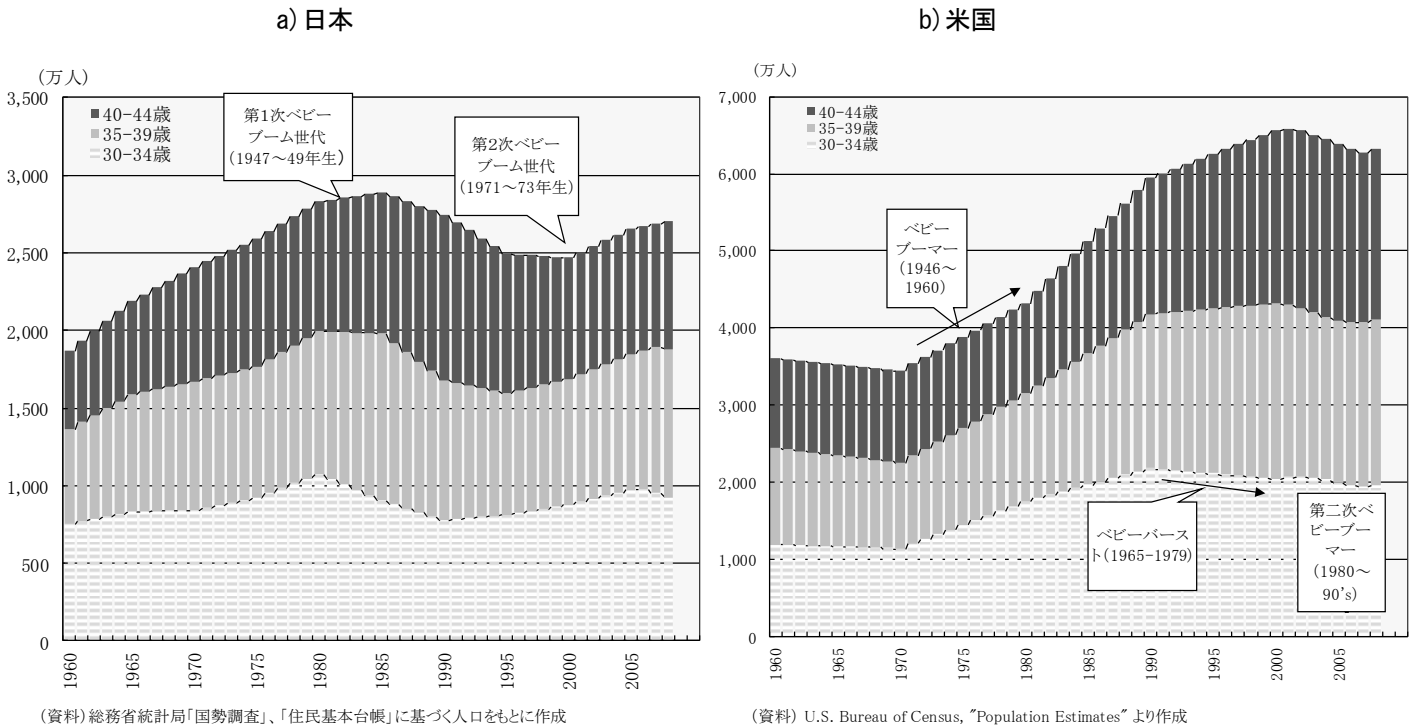 a)日本
(万人)
3,500
3,000
2,500
2,000
1,500
1,000
500
0
■40-44歳
■35-39歳
30-34歳
第1次ベビー
ブーム世代
(1947～49年生)
第2次ベビー
ブーム世代
(1971～73年生)
1960
1965
1970
1975
1980
1985
1990
1995
2000
2005
(資料)総務省統計局「国勢調査」、「住民基本台帳」に基づく人口をもとに作成
b)米国
(万人)
7,000
6,000
5,000
4,000
3,000
2,000
1,000
0
■40-44歳
■35-39歳
30-34歳
ベビー
ブーマー
(1946～
1960)
ベビーバース
ト(1965-1979)
第二次ベ
ビーブー
マー
(1980～
90's)
1960
1965
1970
1975
1980
1985
1990
1995
2000
2005
(資料) U.S. Bureau of Census, "Population Estimates" より作成